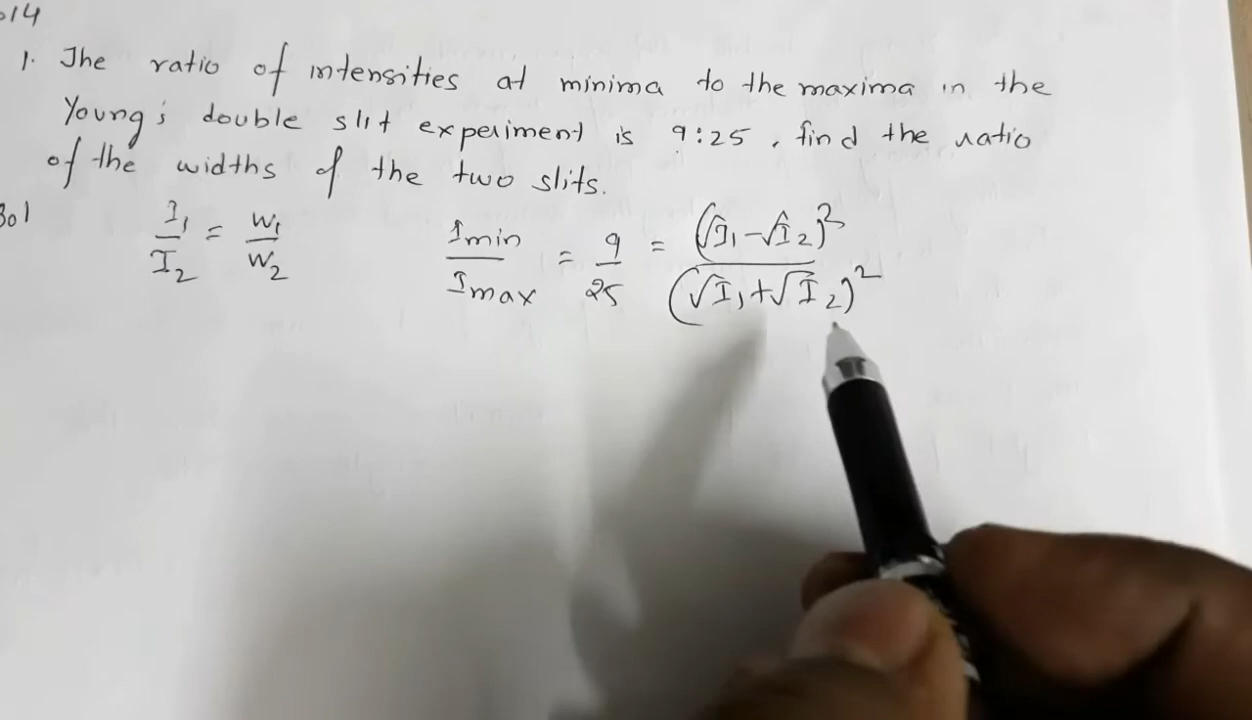 014
1. The ratio of intensities at minima to the maxima in the
Young's double slit experiment is 9:25, find the ratio
of the widths of the two slits.
Sol
I₁/I₂ = W₁/W₂
Imin/Imax = 9/25 = (√I₁-√I₂)²/(√I₁+√I₂)²